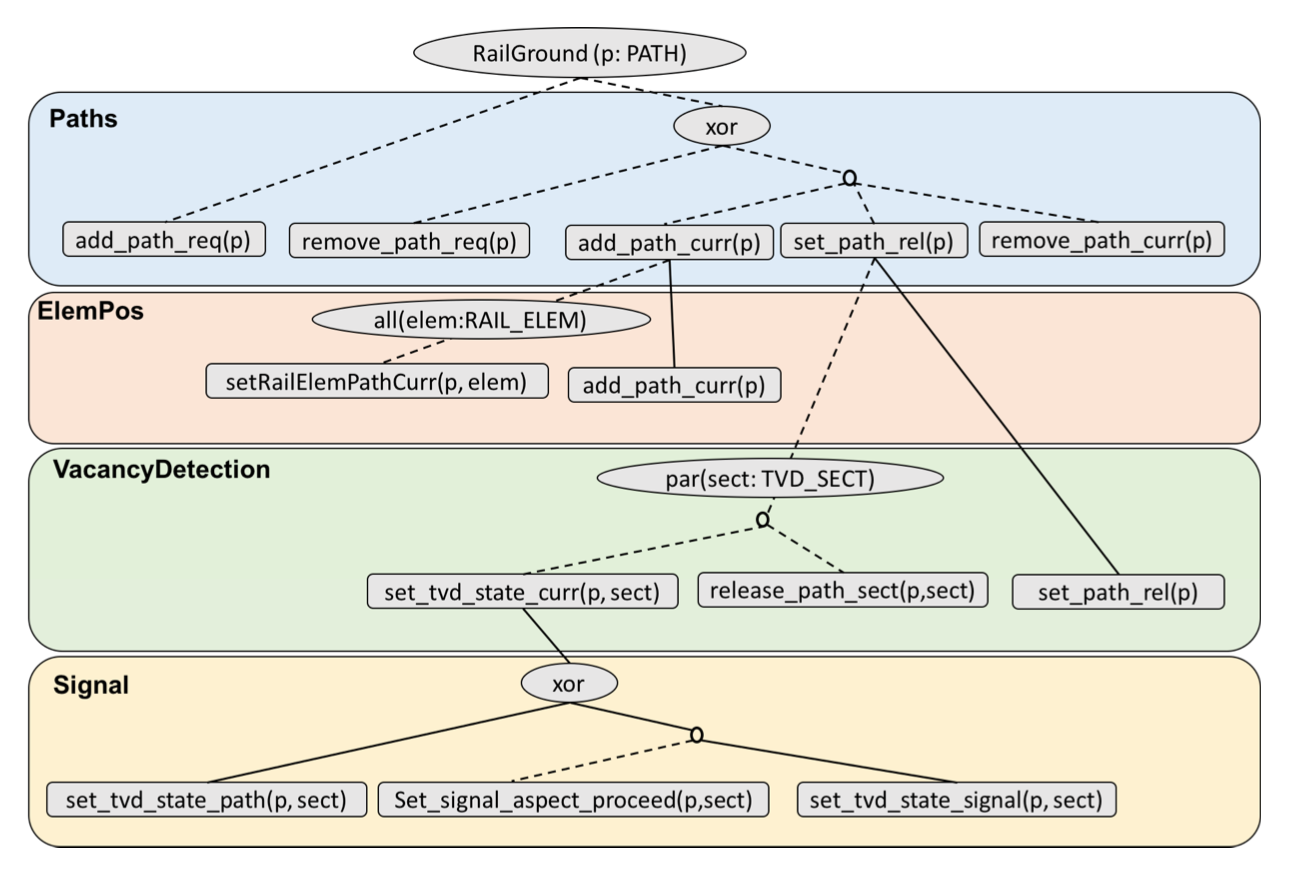 RailGround (p: PATH)
Paths
xor
add_path_req(p)
remove_path_req(p)
add_path_curr(p)
set_path_rel(p)
remove_path_curr(p)
ElemPos
all(elem:RAIL_ELEM)
setRailElemPathCurr(p, elem)
add_path_curr(p)
VacancyDetection
par(sect: TVD_SECT)
set_tvd_state_curr(p, sect)
release_path_sect(p,sect)
set_path_rel(p)
Signal
xor
set_tvd_state_path(p, sect)
Set_signal_aspect_proceed(p,sect)
set_tvd_state_signal(p, sect)